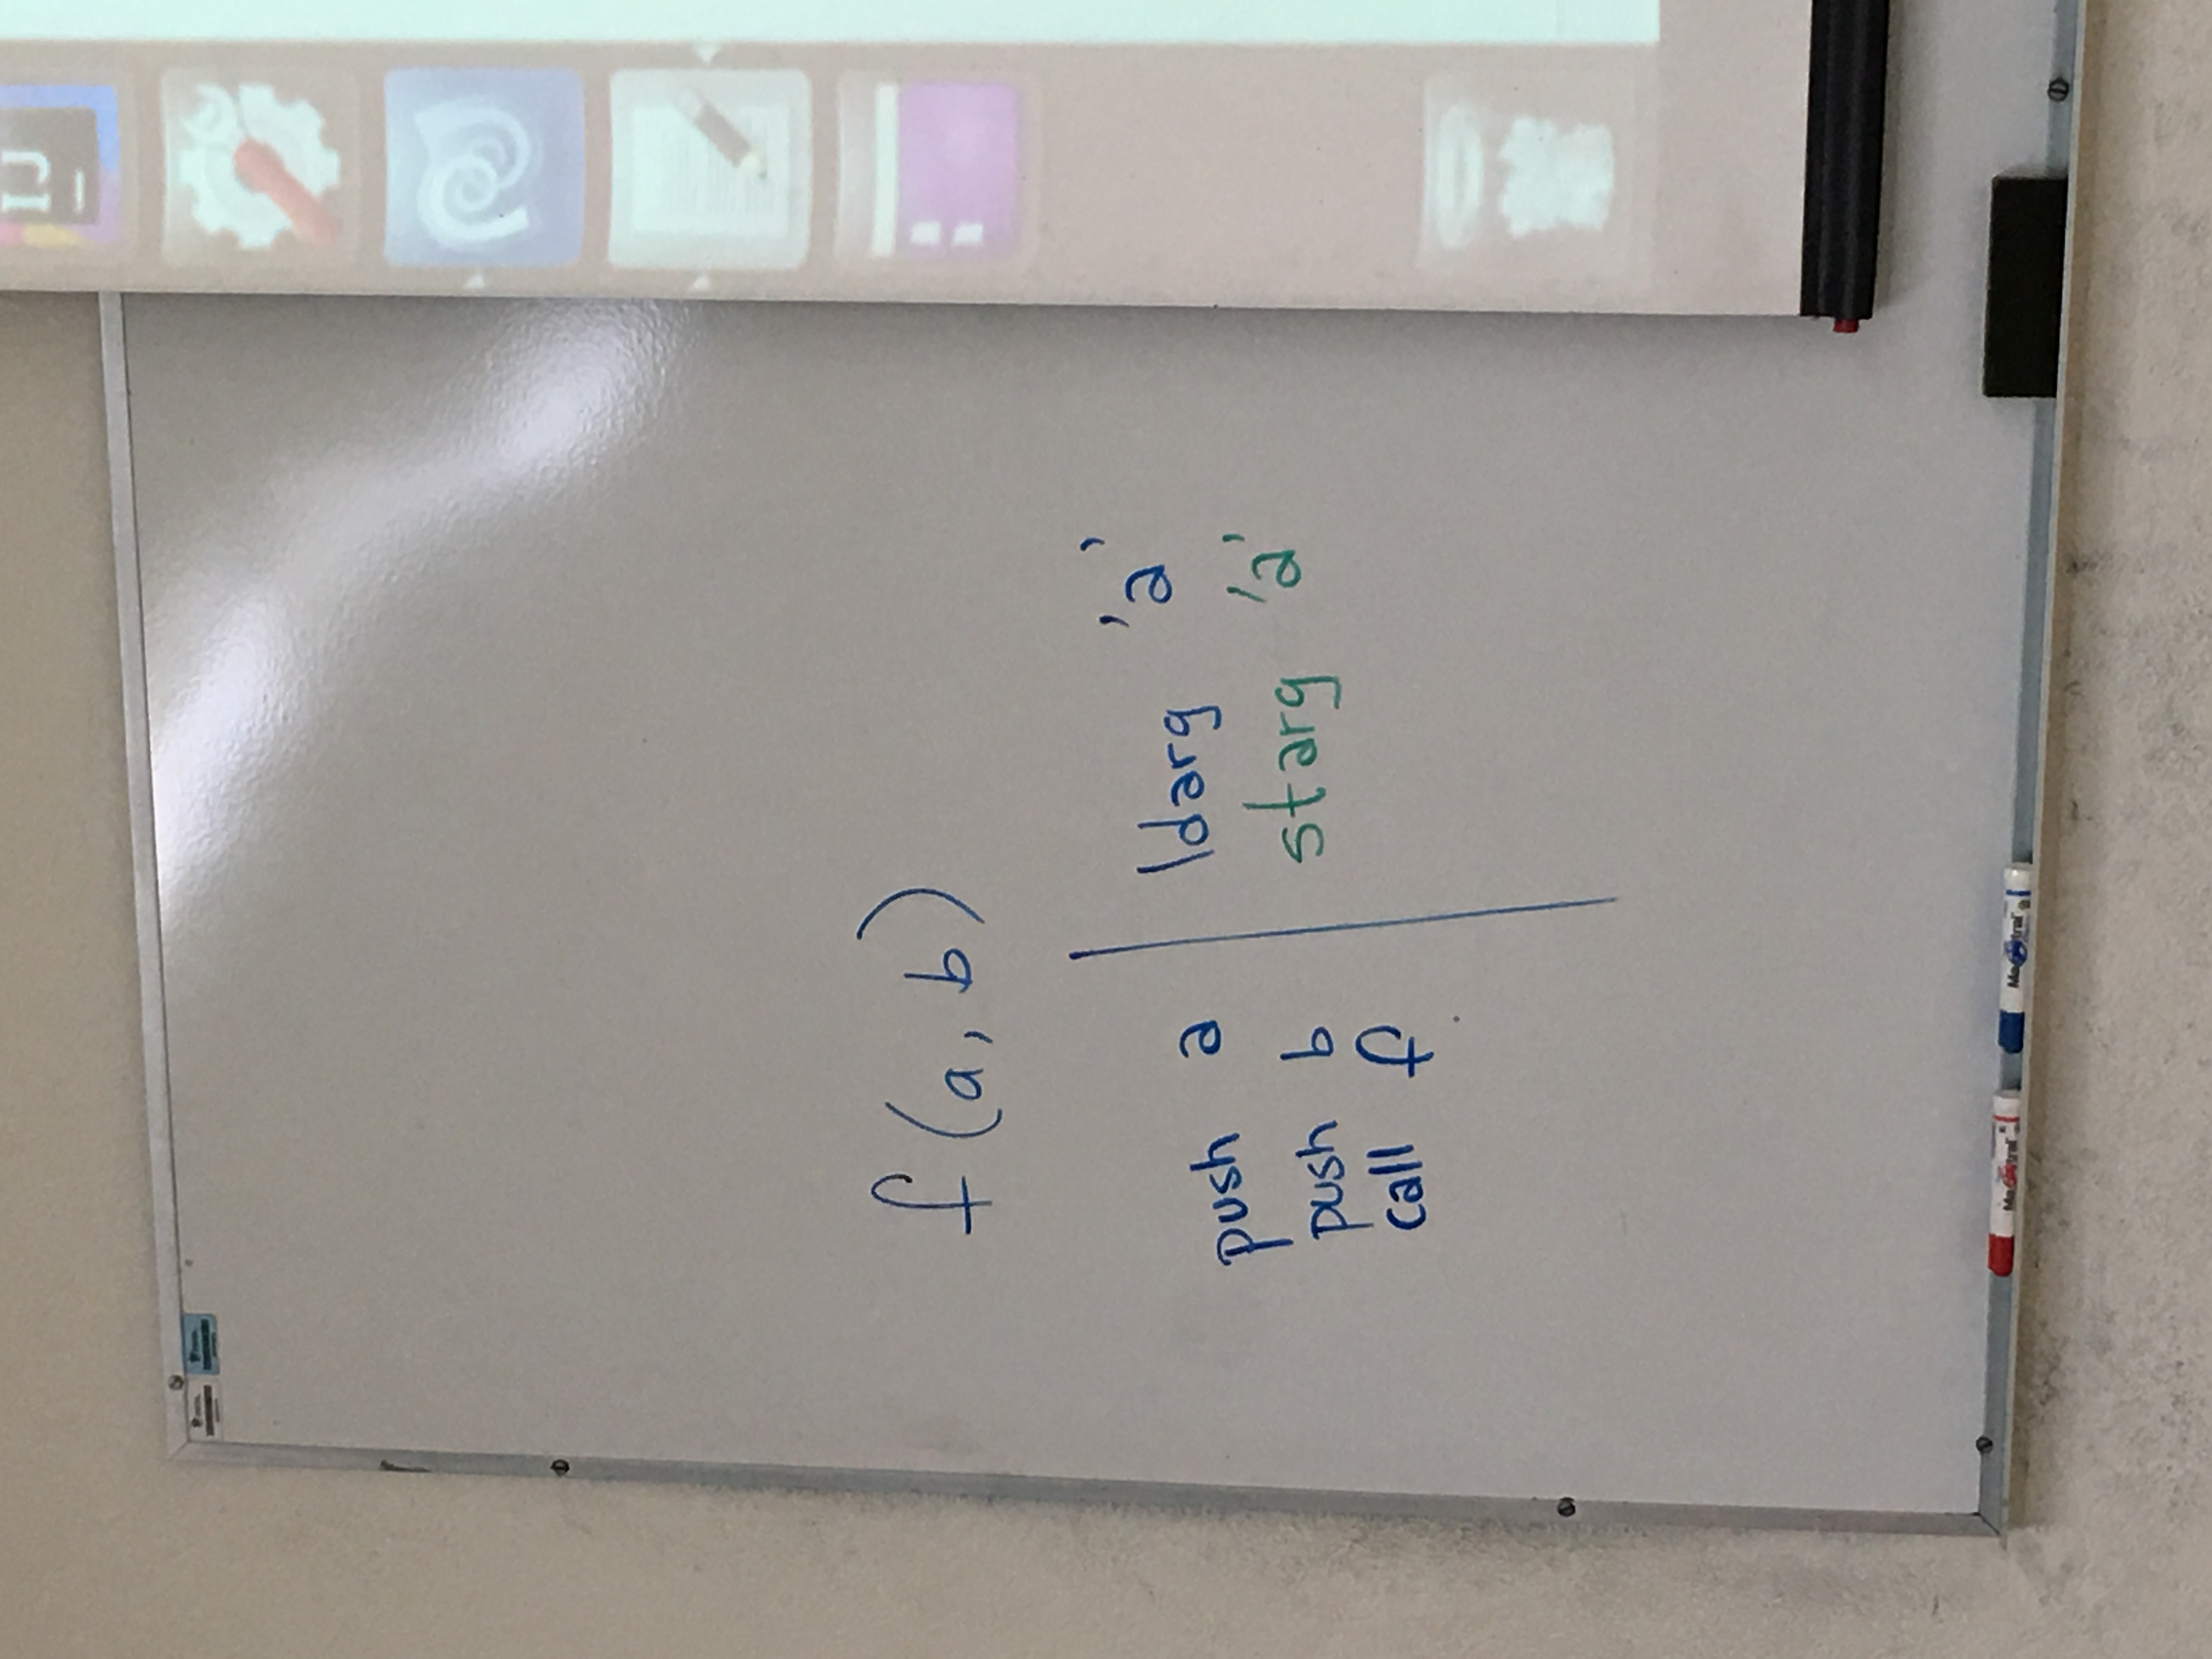 IJ
f(a, b)
push a
push b
call f
ldarg 'a'
starg 'a'
Magistral
Magistral